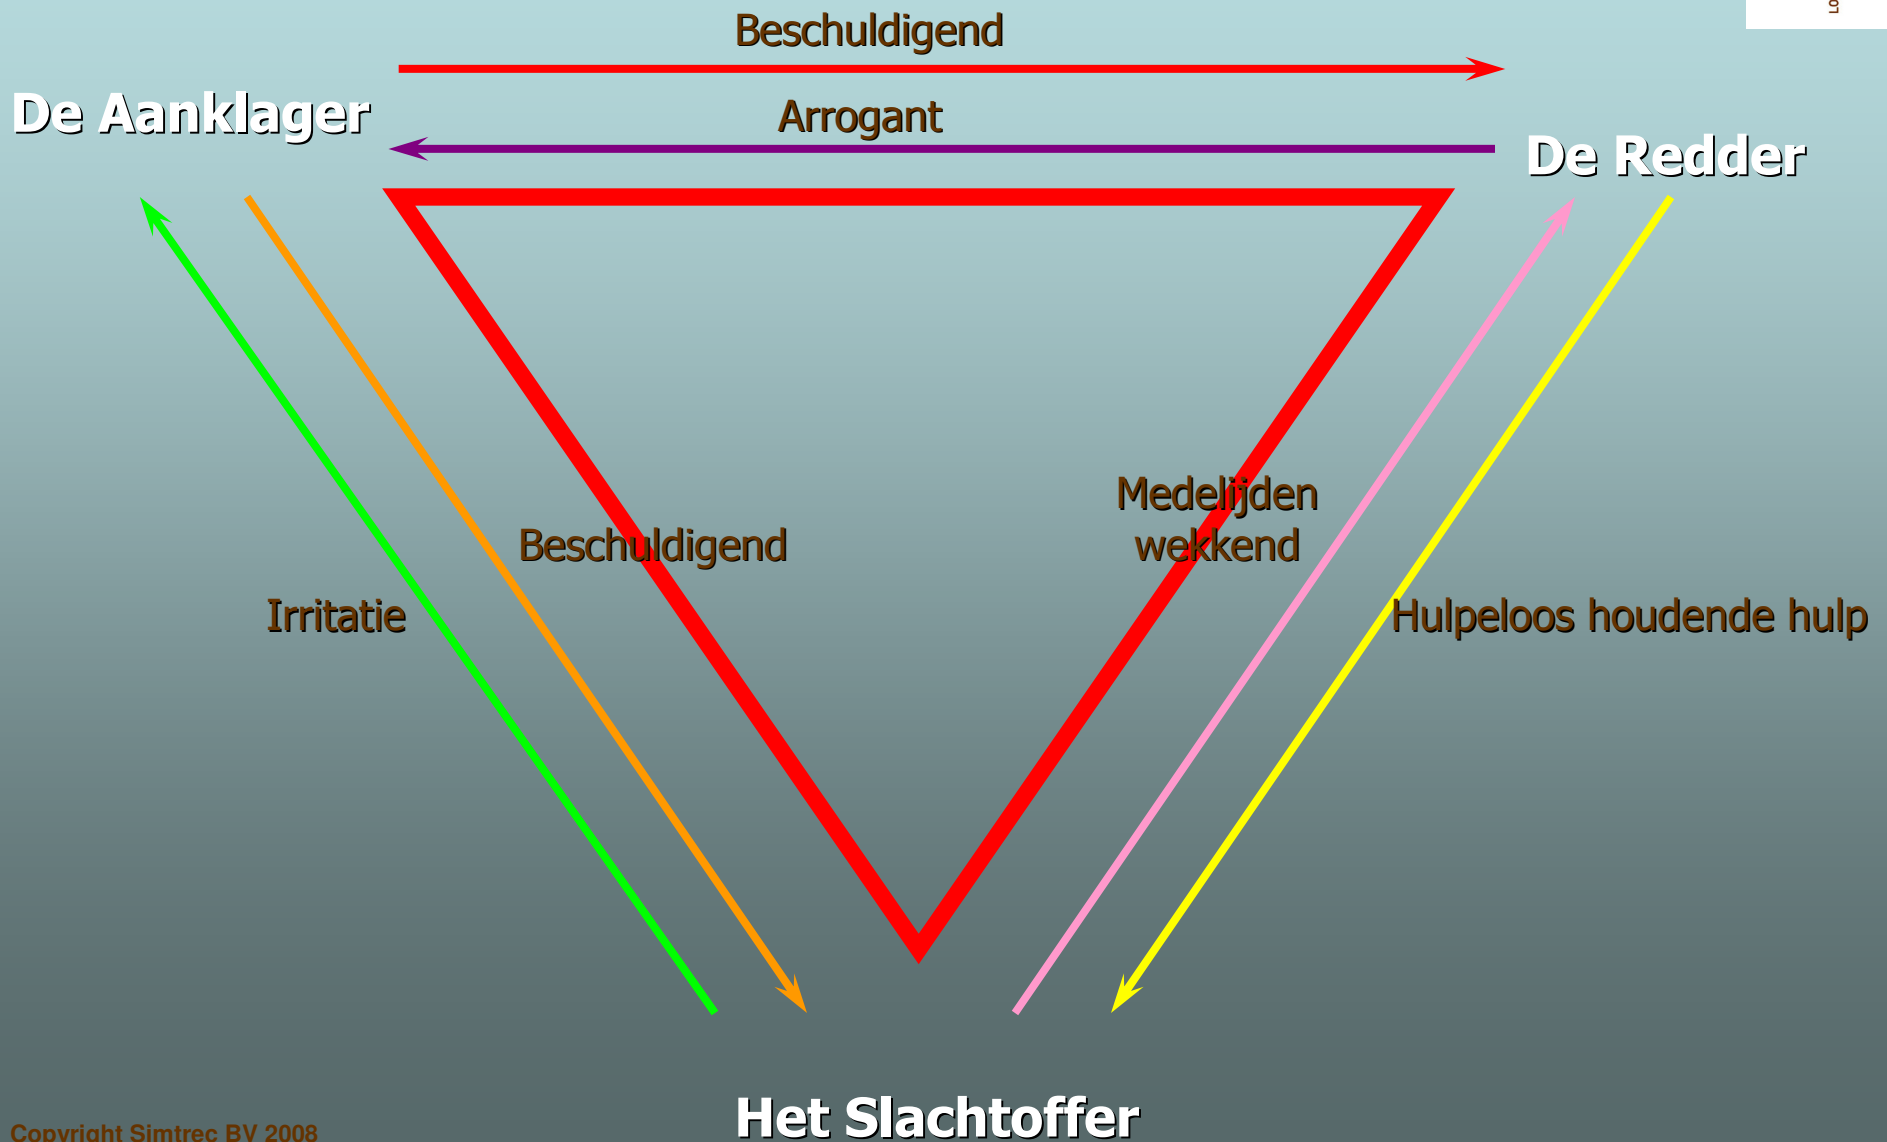 Beschuldigend
De Aanklager
Arrogant
De Redder
Medelijden
wekkend
Beschuldigend
Irritatie
Hulpeloos houdende hulp
Het Slachtoffer
Copyright Simtrec BV 2008